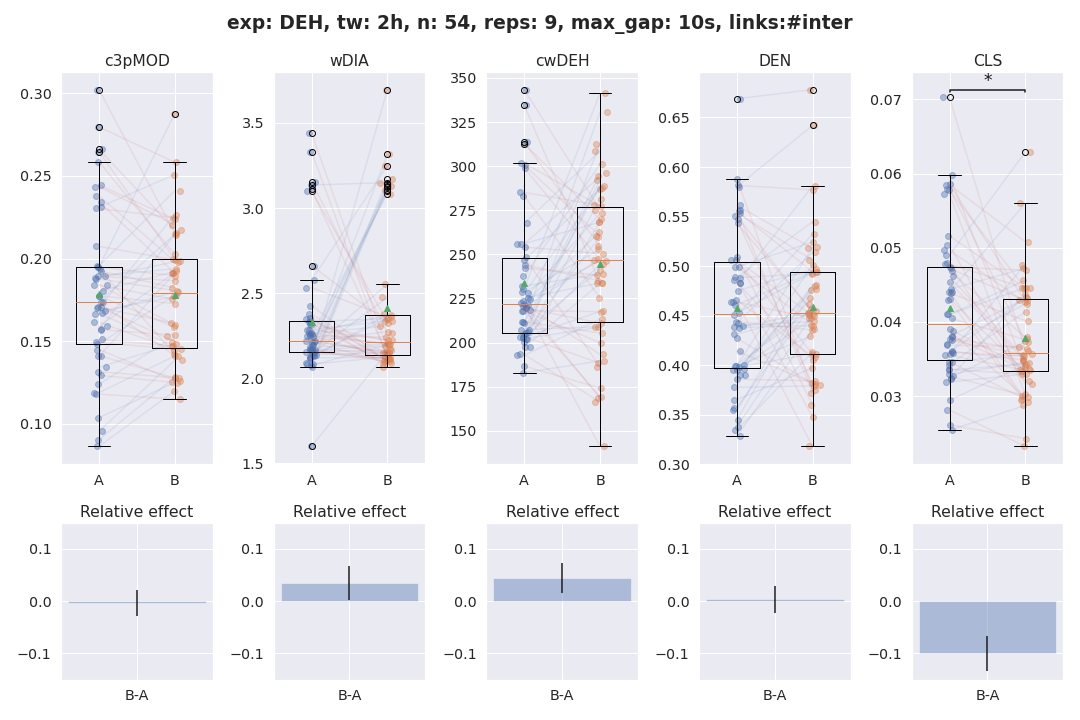 exp: DEH, tw: 2h, n: 54, reps: 9, max_gap: 10s, links:#inter
c3pMOD
wDIA
cwDEH
DEN
CLS
0.30
0.25
0.20
0.15
0.10
A
B
3.5
3.0
2.5
2.0
1.5
A
B
350
325
300
275
250
225
200
175
150
A
B
0.65
0.60
0.55
0.50
0.45
0.40
0.35
0.30
A
B
*
0.07
0.06
0.05
0.04
0.03
A
B
Relative effect
0.1
0.0
−0.1
B-A
Relative effect
0.1
0.0
−0.1
B-A
Relative effect
0.1
0.0
−0.1
B-A
Relative effect
0.1
0.0
−0.1
B-A
Relative effect
0.1
0.0
−0.1
B-A